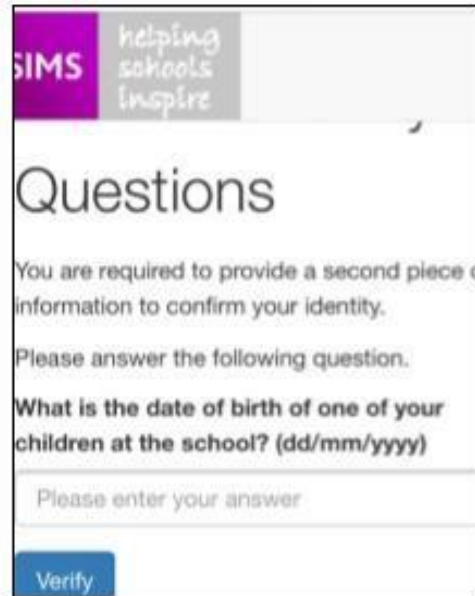 SIMS
helping
schools
inspire
Questions
You are required to provide a second piece
information to confirm your identity.
Please answer the following question.
What is the date of birth of one of your
children at the school? (dd/mm/yyyy)
Please enter your answer
Verify